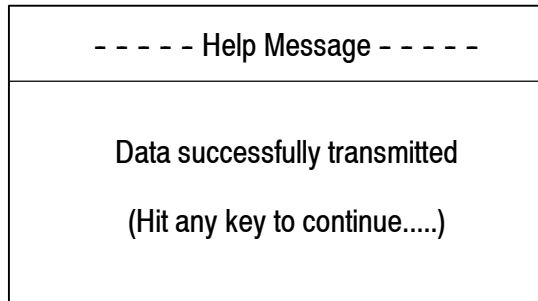 - - - - - Help Message - - - - -
Data successfully transmitted
(Hit any key to continue.....)